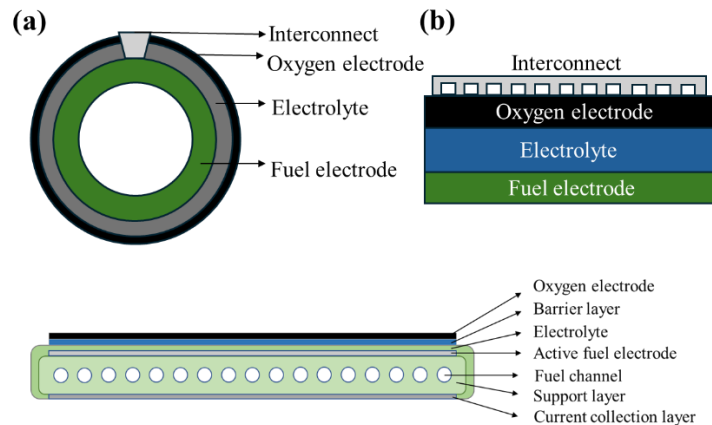 (a)
Interconnect
Oxygen electrode
Electrolyte
Fuel electrode
(b)
Interconnect
Oxygen electrode
Electrolyte
Fuel electrode
Oxygen electrode
Barrier layer
Electrolyte
Active fuel electrode
Fuel channel
Support layer
Current collection layer